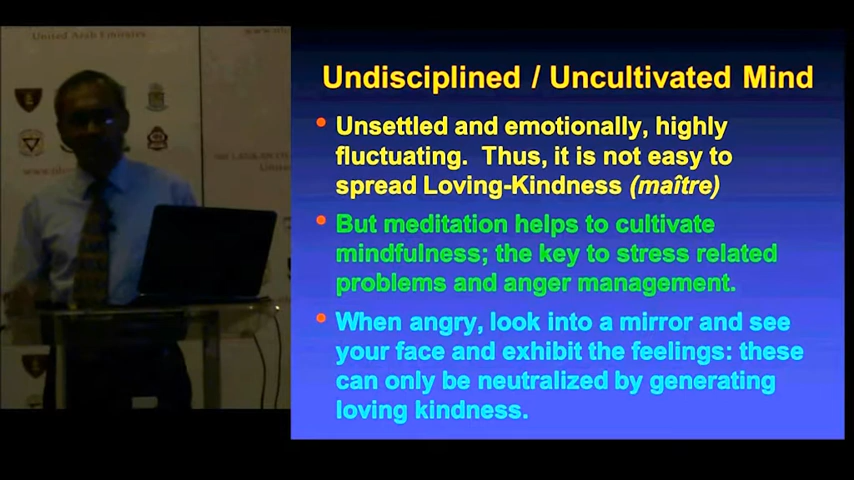 United Arab Emirates
Undisciplined / Uncultivated Mind
• Unsettled and emotionally, highly
fluctuating. Thus, it is not easy to
spread Loving-Kindness (maître)
• But meditation helps to cultivate
mindfulness; the key to stress related
problems and anger management.
• When angry, look into a mirror and see
your face and exhibit the feelings: these
can only be neutralized by generating
loving kindness.